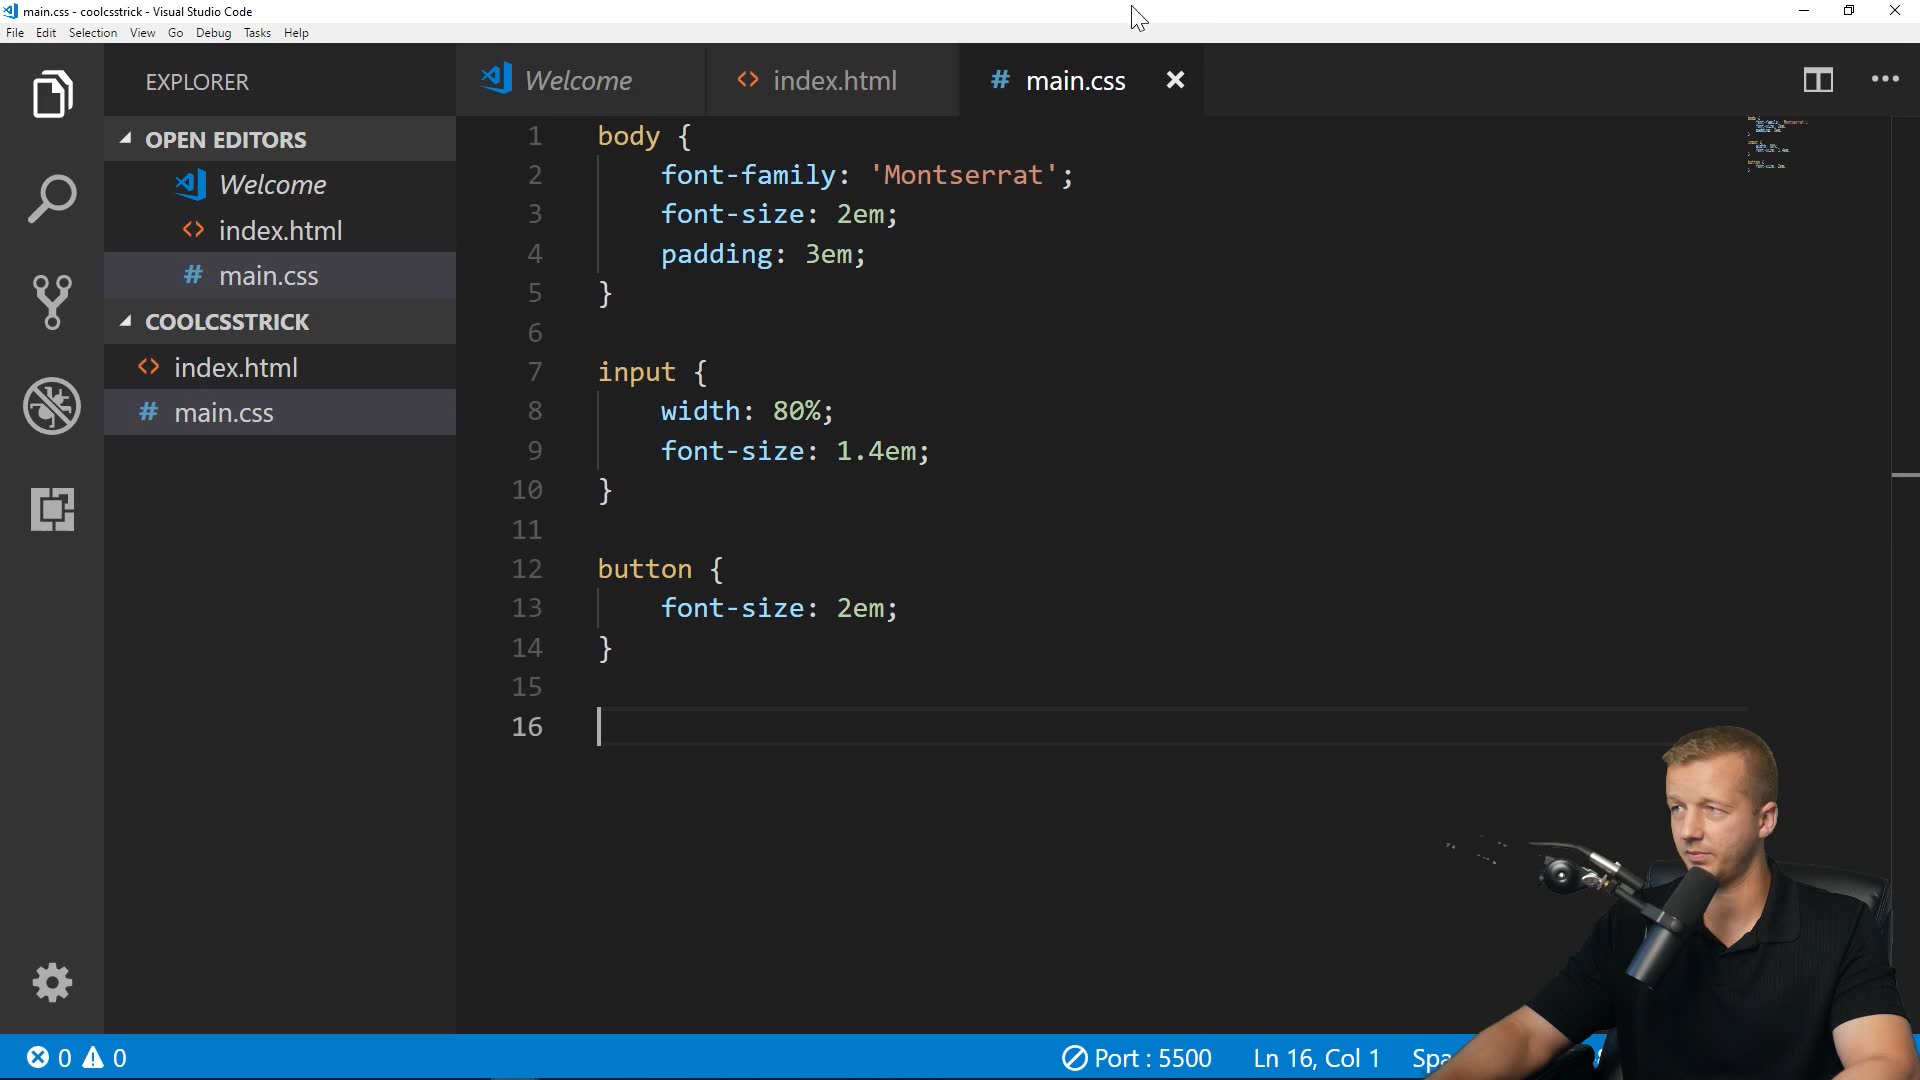 main.css - coolcsstrick - Visual Studio Code
File Edit Selection View Go Debug Tasks Help
EXPLORER
Welcome
index.html
# main.css
OPEN EDITORS
Welcome
<> index.html
# main.css
COOLCSSTRICK
<> index.html
# main.css
1 body {
2 font-family: 'Montserrat';
3 font-size: 2em;
4 padding: 3em;
5 }
6
7 input {
8 width: 80%;
9 font-size: 1.4em;
10 }
11
12 button {
13 font-size: 2em;
14 }
15
16
0 0
Port : 5500
Ln 16, Col 1
Spa